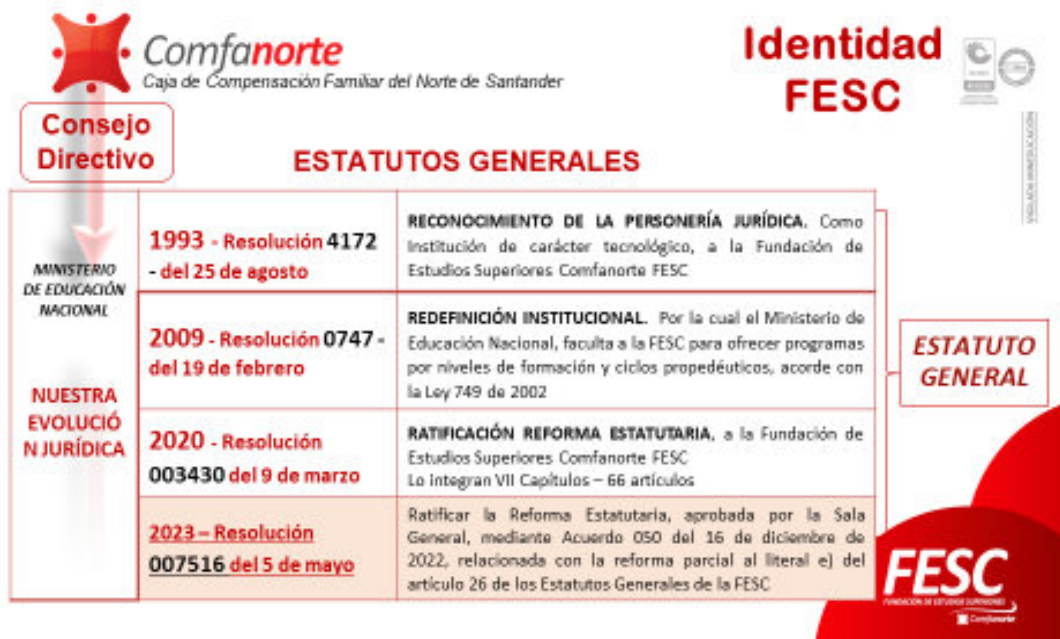 Comfanorte
Caja de Compensación Familiar del Norte de Santander
Identidad
FESC
Consejo
Directivo
ESTATUTOS GENERALES
VIGILADA MINEDUCACIÓN
MINISTERIO
DE EDUCACIÓN
NACIONAL
NUESTRA
EVOLUCIÓ
N JURÍDICA
1993 - Resolución 4172
- del 25 de agosto
RECONOCIMIENTO DE LA PERSONERÍA JURÍDICA. Como
Institución de carácter tecnológico, a la Fundación de
Estudios Superiores Comfanorte FESC
2009 - Resolución 0747 -
del 19 de febrero
REDEFINICIÓN INSTITUCIONAL. Por la cual el Ministerio de
Educación Nacional, faculta a la FESC para ofrecer programas
por niveles de formación y ciclos propedéuticos, acorde con
la Ley 749 de 2002
2020 - Resolución
003430 del 9 de marzo
RATIFICACIÓN REFORMA ESTATUTARIA, a la Fundación de
Estudios Superiores Comfanorte FESC
Lo integran VII Capítulos – 66 artículos
2023 – Resolución
007516 del 5 de mayo
Ratificar la Reforma Estatutaria, aprobada por la Sala
General, mediante Acuerdo 050 del 16 de diciembre de
2022, relacionada con la reforma parcial al literal e) del
artículo 26 de los Estatutos Generales de la FESC
ESTATUTO
GENERAL
FESC
FUNDACIÓN DE ESTUDIOS SUPERIORES
Comfanorte